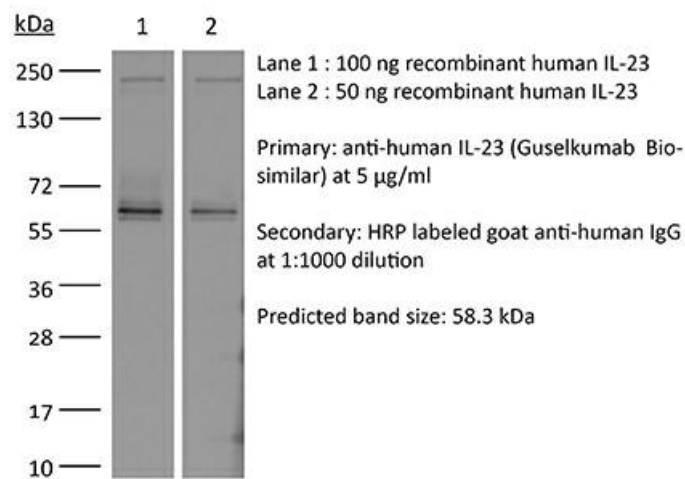 kDa
1 2
250
130
72
55
36
28
17
10
Lane 1 : 100 ng recombinant human IL-23
Lane 2 : 50 ng recombinant human IL-23
Primary: anti-human IL-23 (Guselkumab Bio-
similar) at 5 µg/ml
Secondary: HRP labeled goat anti-human IgG
at 1:1000 dilution
Predicted band size: 58.3 kDa